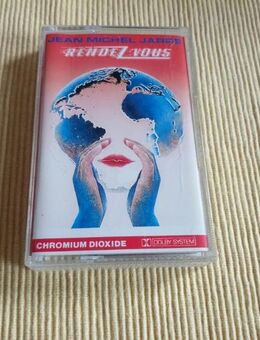 JEAN MICHEL JARRE
RENDEZ-VOUS
CHROMIUM DIOXIDE
DOLBY SYSTEM